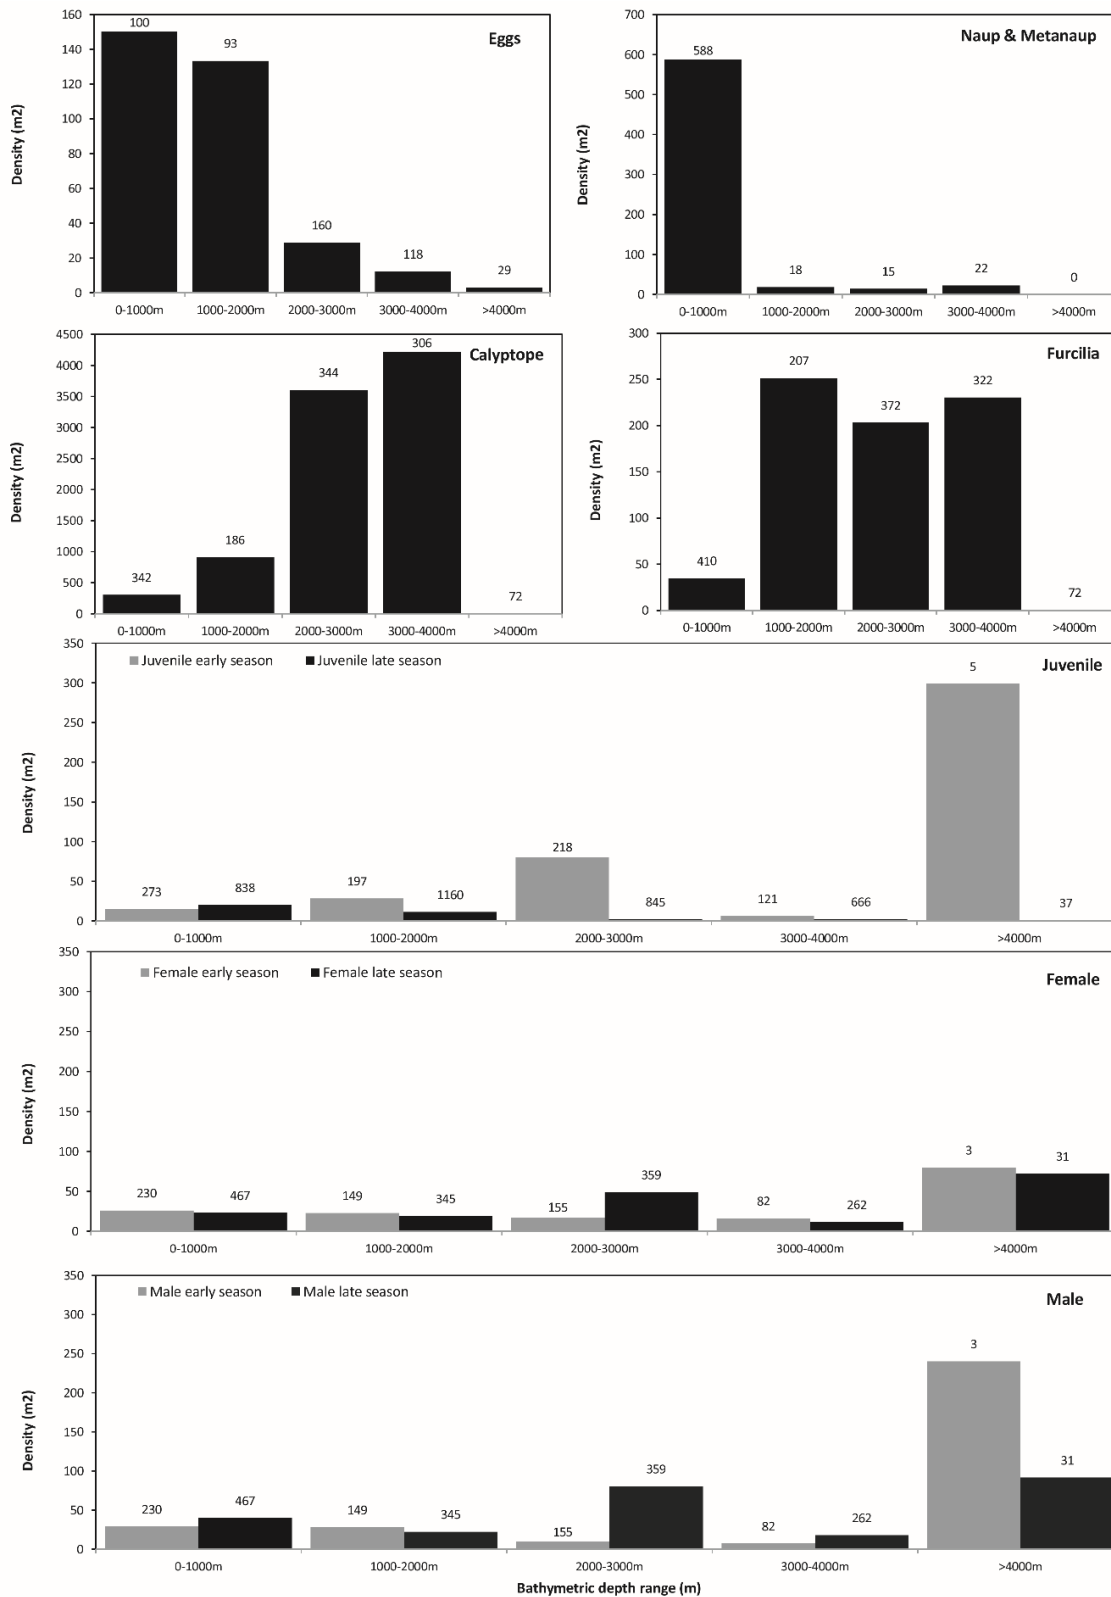 Eggs
Density (m2)
160
140
120
100
80
60
40
20
0
100
93
160
118
29
0-1000m 1000-2000m 2000-3000m 3000-4000m >4000m
Naup & Metanaup
Density (m2)
700
600
500
400
300
200
100
0
588
18
15
22
0
0-1000m 1000-2000m 2000-3000m 3000-4000m >4000m
Calyptope
Density (m2)
4500
4000
3500
3000
2500
2000
1500
1000
500
0
342
186
344
306
72
0-1000m 1000-2000m 2000-3000m 3000-4000m >4000m
Furcilia
Density (m2)
300
250
200
150
100
50
0
410
207
372
322
72
0-1000m 1000-2000m 2000-3000m 3000-4000m >4000m
Juvenile early season Juvenile late season
Juvenile
Density (m2)
350
300
250
200
150
100
50
0
273 838 197 1160 218 845 121 666 5 37
0-1000m 1000-2000m 2000-3000m 3000-4000m >4000m
Female early season Female late season
Female
Density (m2)
350
300
250
200
150
100
50
0
230 467 149 345 155 359 82 262 3 31
0-1000m 1000-2000m 2000-3000m 3000-4000m >4000m
Male early season Male late season
Male
Density (m2)
350
300
250
200
150
100
50
0
230 467 149 345 155 359 82 262 3 31
0-1000m 1000-2000m 2000-3000m 3000-4000m >4000m
Bathymetric depth range (m)